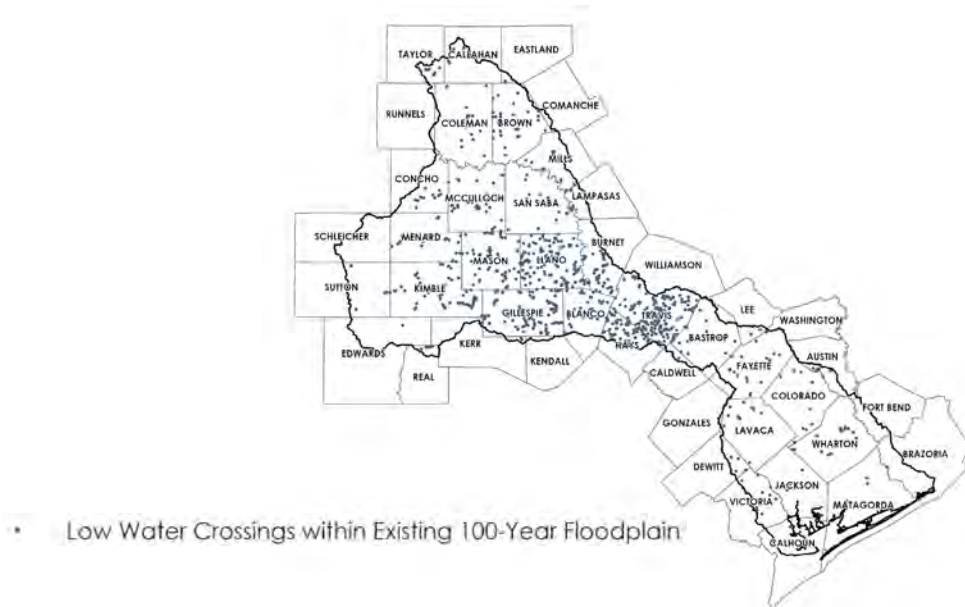 EASTLAND
TAYLOR
CALLAHAN
COMANCHE
RUNNELS
COLEMAN
BROWN
MILLS
CONCHO
LAMPASAS
MCCULLOCH
SAN SABA
SCHLEICHER
MENARD
BURNET
MASON
LLANO
WILLIAMSON
SUTTON
KIMBLE
GILLESPIE
BLANCO
TRAVIS
LEE
WASHINGTON
BASTROP
HAYS
KERR
EDWARDS
KENDALL
AUSTIN
REAL
CALDWELL
FAYETTE
COLORADO
FORT BEND
GONZALES
LAVACA
WHARTON
BRAZORIA
DEWITT
JACKSON
VICTORIA
MATAGORDA
CALHOUN
Low Water Crossings within Existing 100-Year Floodplain